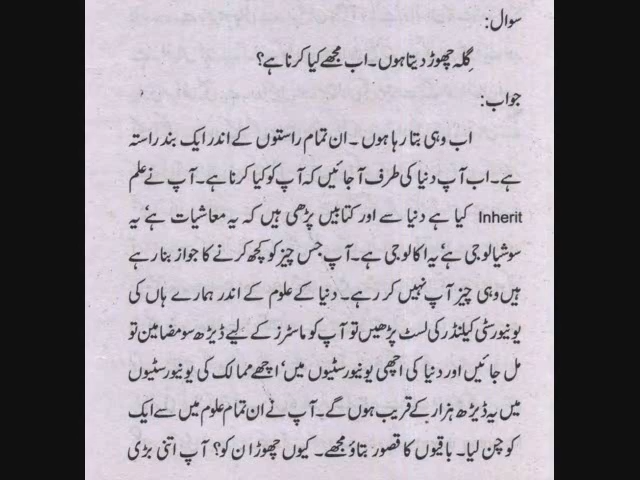 سوال:
گِلہ چھوڑ دیتا ہوں۔ اب مجھے کیا کرنا ہے؟
جواب:
اب وہی بتا رہا ہوں ۔ ان تمام راستوں کے اندر ایک بند راستہ
ہے۔ اب آپ دنیا کی طرف آ جائیں کہ آپ کو کیا کرنا ہے۔ آپ نے علم
Inherit کیا ہے دنیا سے اور کتابیں پڑھی ہیں کہ یہ معاشیات ہے‘ یہ
سوشیالوجی ہے‘ یہ اکالوجی ہے۔ آپ جس چیز کو کچھ کرنے کا جواز بنا رہے
ہیں وہی چیز آپ نہیں کر رہے۔ دنیا کے علوم کے اندر ہمارے ہاں کی
یونیورسٹی کیلنڈر کی لسٹ پڑھیں تو آپ کو ماسٹرز کے لیے ڈیڑھ سو مضامین تو
مل جائیں اور دنیا کی اچھی یونیورسٹیوں میں‘ اچھے ممالک کی یونیورسٹیوں
میں یہ ڈیڑھ ہزار کے قریب ہوں گے۔ آپ نے ان تمام علوم میں سے ایک
کو چن لیا۔ باقیوں کا قصور بتاؤ مجھے۔ کیوں چھوڑا ان کو؟ آپ اتنی بڑی